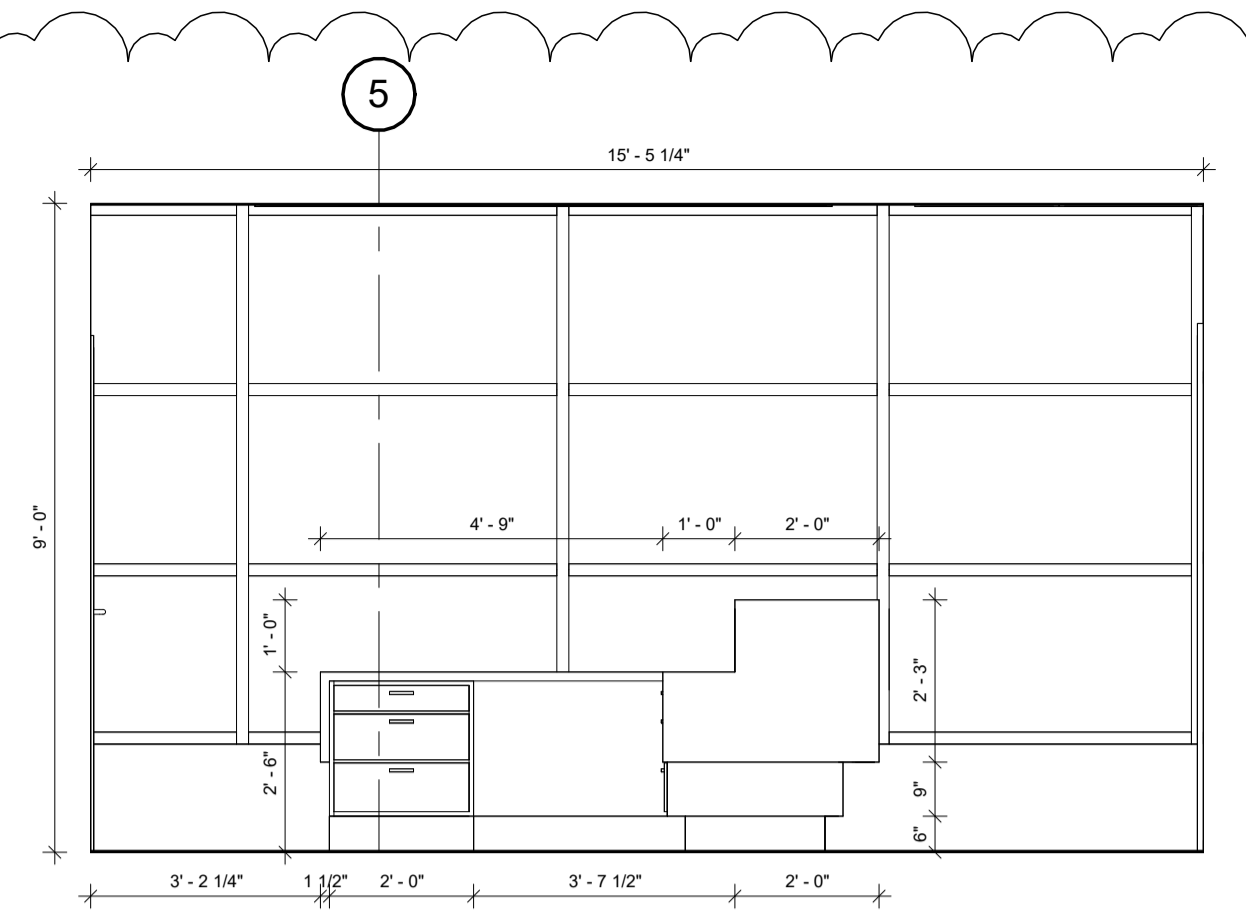 5
15' - 5 1/4"
9' - 0"
4' - 9"
1' - 0"
2' - 0"
1' - 0"
2' - 3"
2' - 6"
9"
6"
3' - 2 1/4"
1 1/2"
2' - 0"
3' - 7 1/2"
2' - 0"